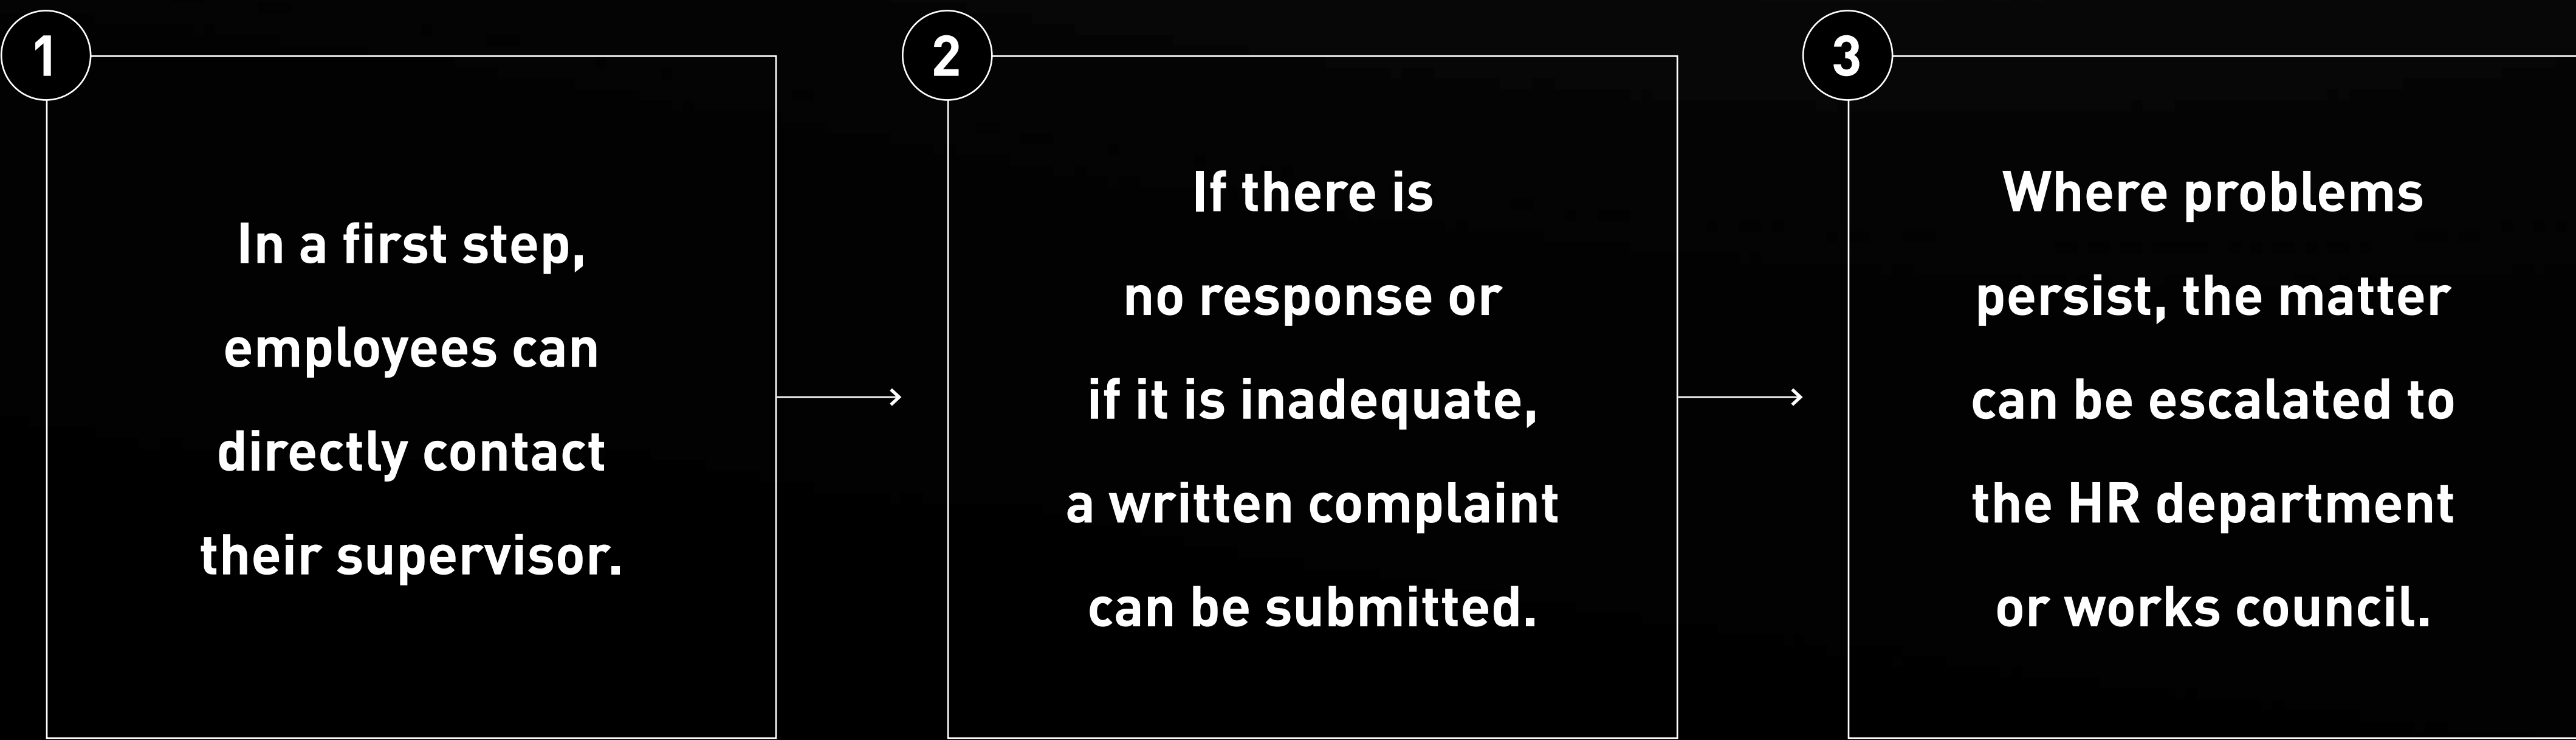 1
In a first step,
employees can
directly contact
their supervisor.
2
If there is
no response or
if it is inadequate,
a written complaint
can be submitted.
3
Where problems
persist, the matter
can be escalated to
the HR department
or works council.